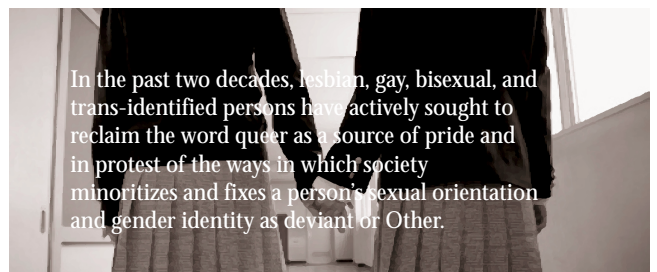 In the past two decades, lesbian, gay, bisexual, and
trans-identified persons have actively sought to
reclaim the word queer as a source of pride and
in protest of the ways in which society
minoritizes and fixes a person's sexual orientation
and gender identity as deviant or Other.